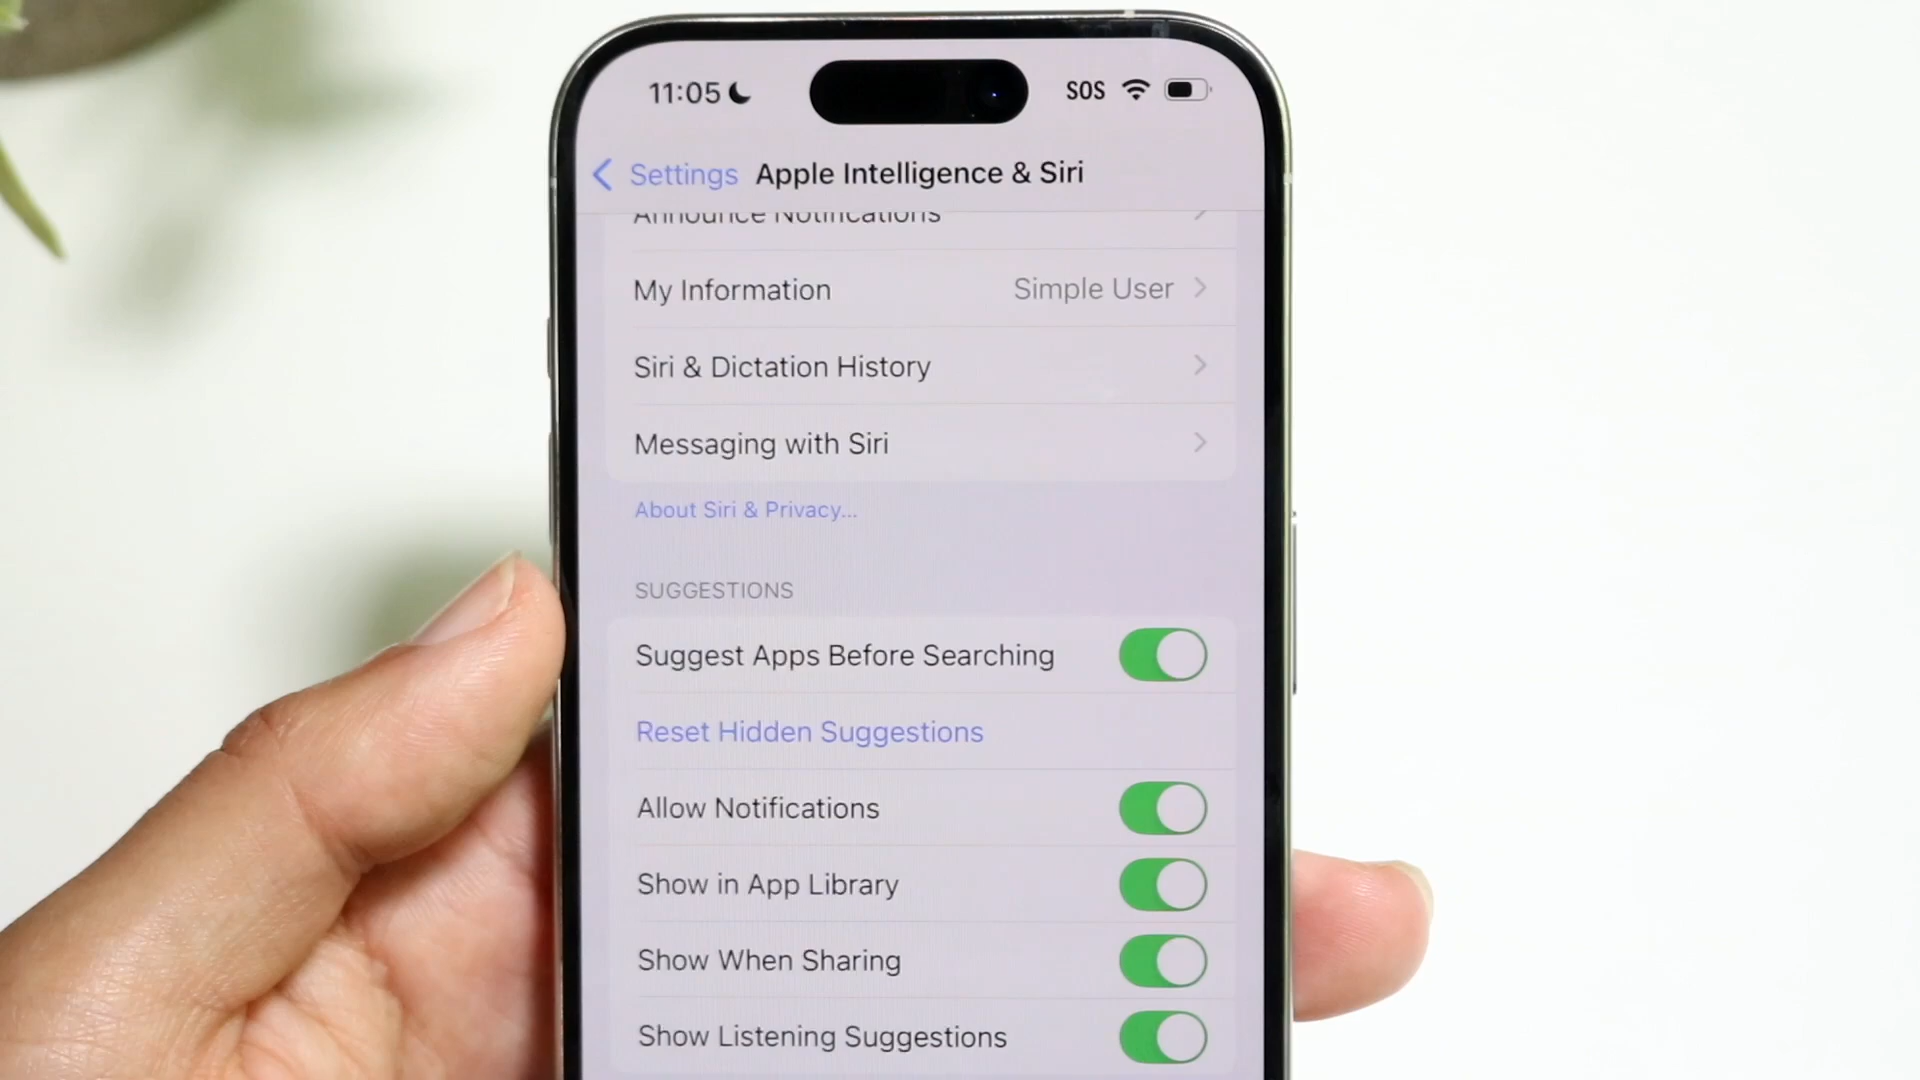 11:05 SOS
Settings Apple Intelligence & Siri
Announce Notifications
My Information Simple User
Siri & Dictation History
Messaging with Siri
About Siri & Privacy...
SUGGESTIONS
Suggest Apps Before Searching
Reset Hidden Suggestions
Allow Notifications
Show in App Library
Show When Sharing
Show Listening Suggestions